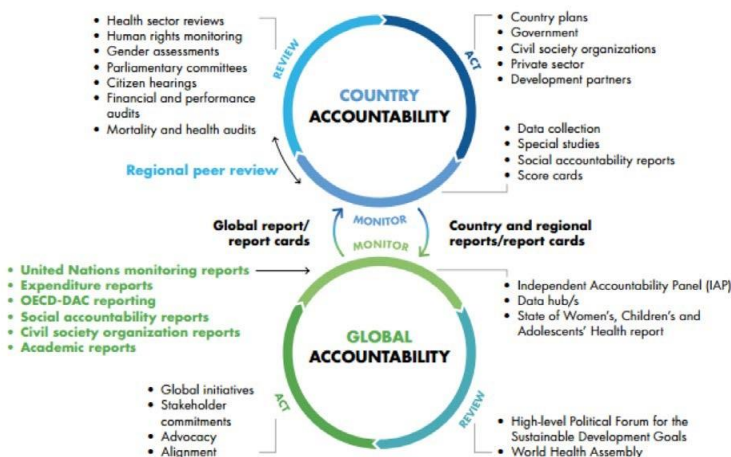 • Health sector reviews
• Human rights monitoring
• Gender assessments
• Parliamentary committees
• Citizen hearings
• Financial and performance
audits
• Mortality and health audits
REVIEW
ACT
• Country plans
• Government
• Civil society organizations
• Private sector
• Development partners
COUNTRY
ACCOUNTABILITY
• Data collection
• Special studies
• Social accountability reports
• Score cards
Regional peer review
MONITOR
Global report/
report cards
Country and regional
reports/report cards
MONITOR
• United Nations monitoring reports
• Expenditure reports
• OECD-DAC reporting
• Social accountability reports
• Civil society organization reports
• Academic reports
• Independent Accountability Panel (IAP)
• Data hub/s
• State of Women's, Children's and
Adolescents' Health report
GLOBAL
ACCOUNTABILITY
ACT
REVIEW
• Global initiatives
• Stakeholder
commitments
• Advocacy
• Alignment
• High-level Political Forum for the
Sustainable Development Goals
• World Health Assembly